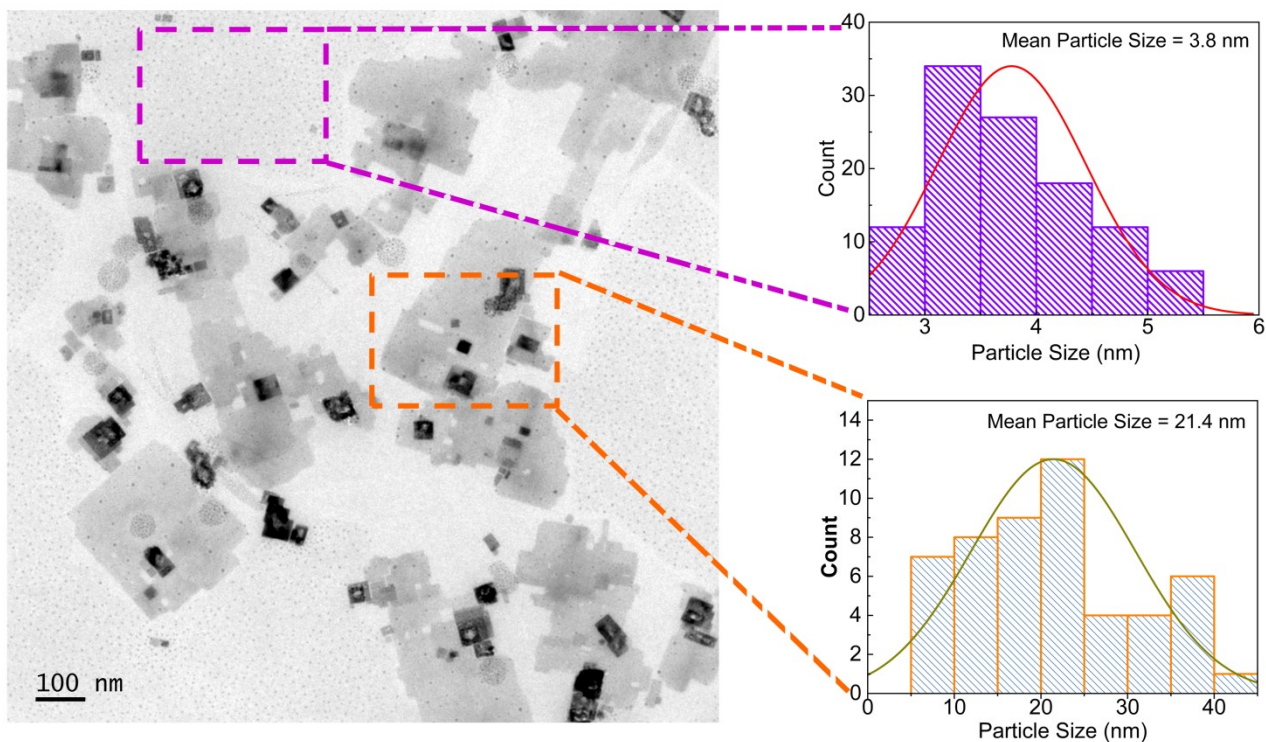 100 nm
Mean Particle Size = 3.8 nm
40
30
20
10
0
Count
3 4 5 6
Particle Size (nm)
Mean Particle Size = 21.4 nm
14
12
10
8
6
4
2
0
Count
0 10 20 30 40
Particle Size (nm)